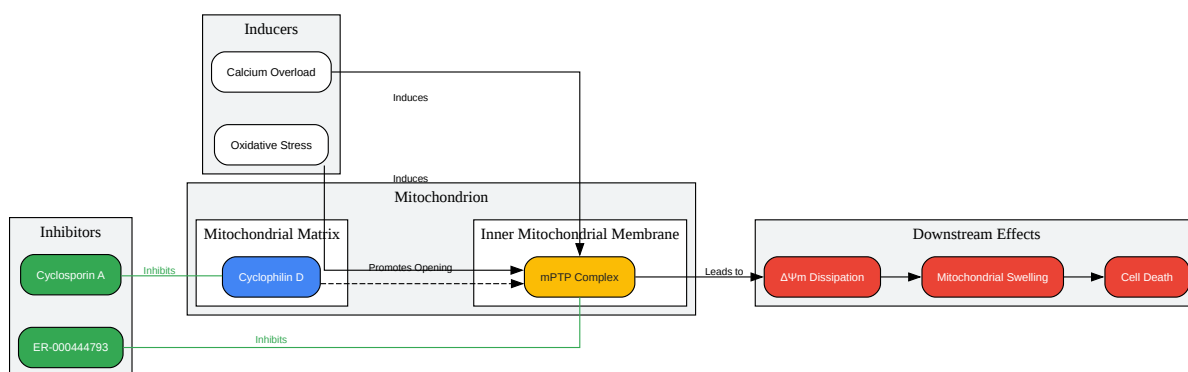 Inducers
Calcium Overload
Induces
Oxidative Stress
Induces
Mitochondrion
Inhibitors
Mitochondrial Matrix
Inner Mitochondrial Membrane
Downstream Effects
Cyclosporin A
Inhibits
Cyclophilin D
Promotes Opening
mPTP Complex
Leads to
ΔΨm Dissipation
Mitochondrial Swelling
Cell Death
ER-000444793
Inhibits